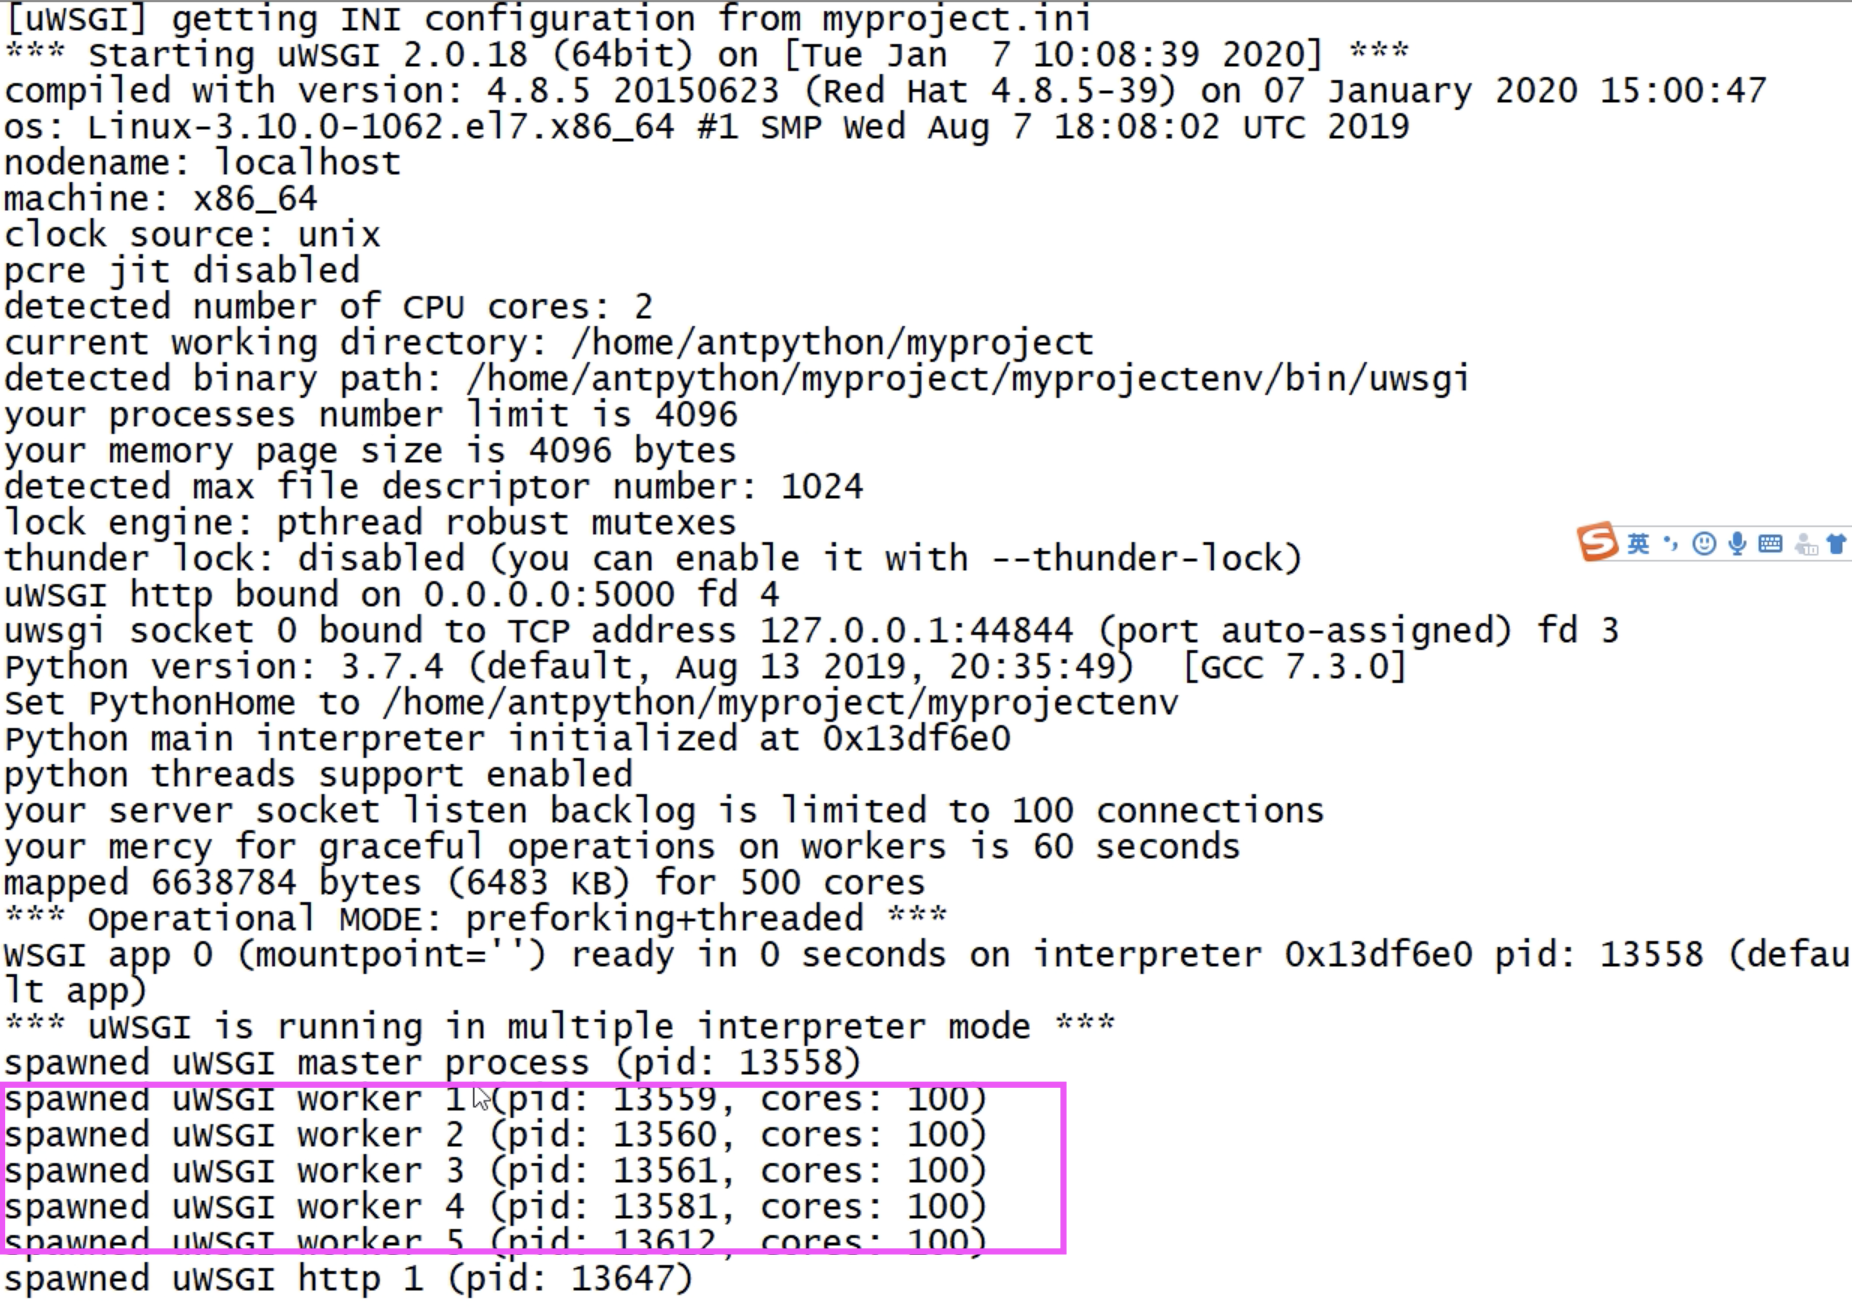 [uWSGI] getting INI configuration from myproject.ini
*** Starting uWSGI 2.0.18 (64bit) on [Tue Jan  7 10:08:39 2020] ***
compiled with version: 4.8.5 20150623 (Red Hat 4.8.5-39) on 07 January 2020 15:00:47
os: Linux-3.10.0-1062.el7.x86_64 #1 SMP Wed Aug 7 18:08:02 UTC 2019
nodename: localhost
machine: x86_64
clock source: unix
pcre jit disabled
detected number of CPU cores: 2
current working directory: /home/antpython/myproject
detected binary path: /home/antpython/myproject/myprojectenv/bin/uwsgi
your processes number limit is 4096
your memory page size is 4096 bytes
detected max file descriptor number: 1024
lock engine: pthread robust mutexes
thunder lock: disabled (you can enable it with --thunder-lock)
英
uWSGI http bound on 0.0.0.0:5000 fd 4
uwsgi socket 0 bound to TCP address 127.0.0.1:44844 (port auto-assigned) fd 3
Python version: 3.7.4 (default, Aug 13 2019, 20:35:49)  [GCC 7.3.0]
Set PythonHome to /home/antpython/myproject/myprojectenv
Python main interpreter initialized at 0x13df6e0
python threads support enabled
your server socket listen backlog is limited to 100 connections
your mercy for graceful operations on workers is 60 seconds
mapped 6638784 bytes (6483 KB) for 500 cores
*** Operational MODE: preforking+threaded ***
WSGI app 0 (mountpoint='') ready in 0 seconds on interpreter 0x13df6e0 pid: 13558 (defau
lt app)
*** uWSGI is running in multiple interpreter mode ***
spawned uWSGI master process (pid: 13558)
spawned uWSGI worker 1 (pid: 13559, cores: 100)
spawned uWSGI worker 2 (pid: 13560, cores: 100)
spawned uWSGI worker 3 (pid: 13561, cores: 100)
spawned uWSGI worker 4 (pid: 13581, cores: 100)
spawned uWSGI worker 5 (pid: 13612, cores: 100)
spawned uWSGI http 1 (pid: 13647)